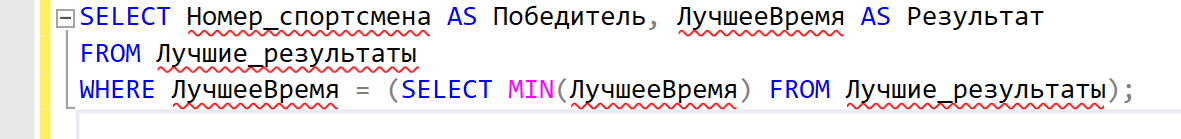 SELECT Номер_спортсмена AS Победитель, ЛучшееВремя AS Результат
FROM Лучшие_результаты
WHERE ЛучшееВремя = (SELECT MIN(ЛучшееВремя) FROM Лучшие_результаты);